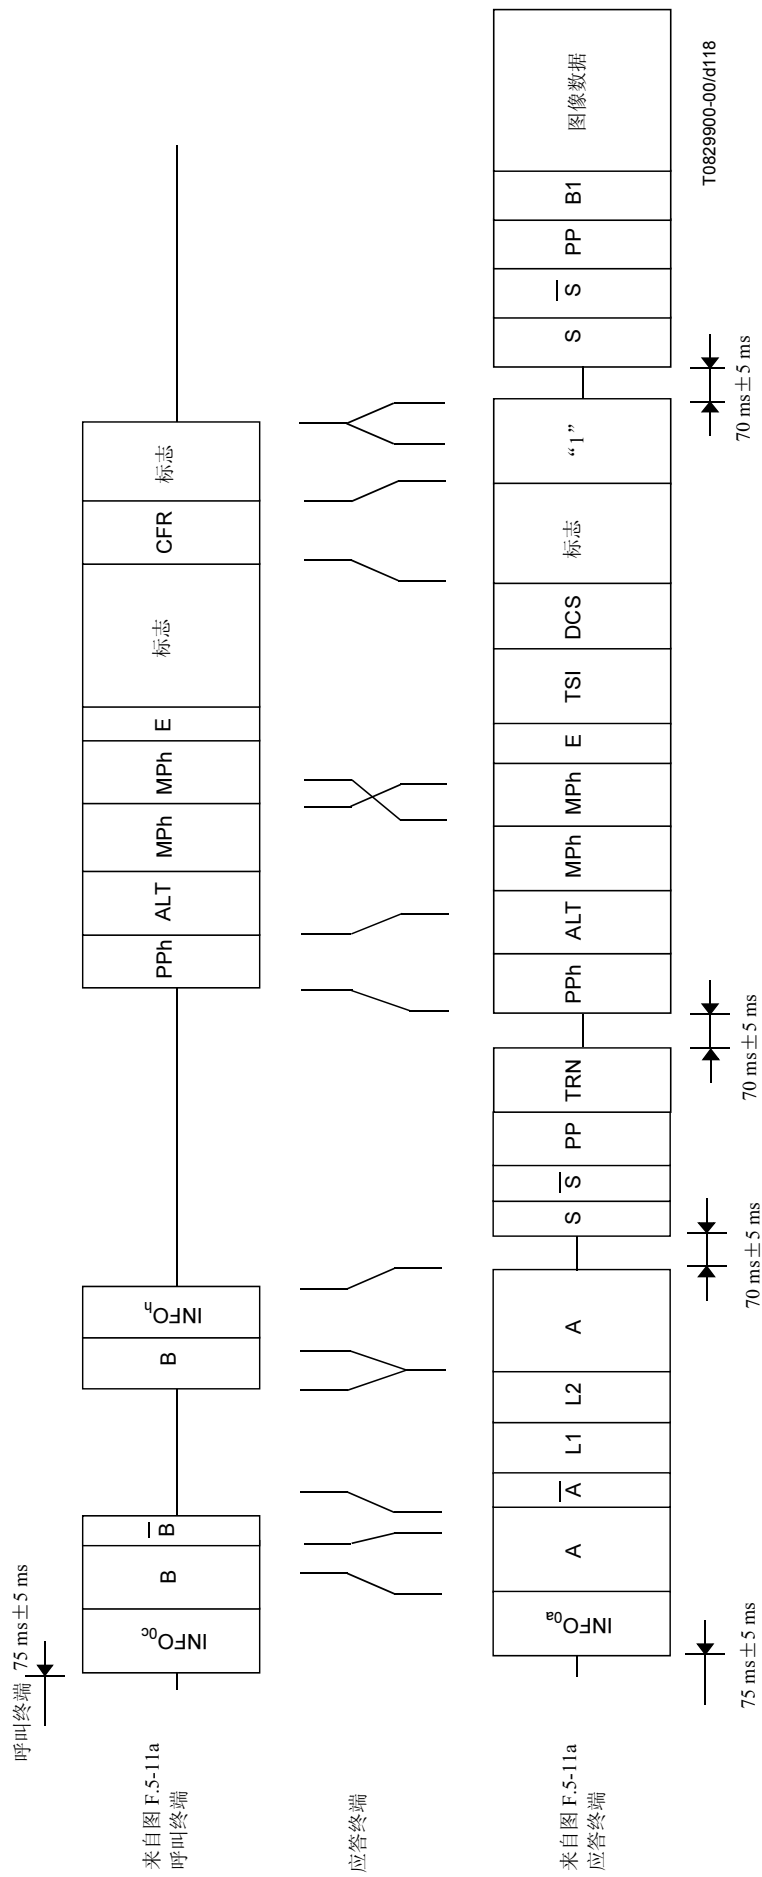 呼叫终端 75 ms±5 ms
来自图 F.5-11a
呼叫终端
INFO0c
B
B
B
INFOh
PPh
ALT
MPh
MPh
E
标志
CFR
标志
应答终端
来自图 F.5-11a
应答终端
INFO0a
A
A
L1
L2
A
S
S
PP
TRN
PPh
ALT
MPh
MPh
E
TSI
DCS
标志
“1”
S
S
PP
B1
图像数据
75 ms±5 ms
70 ms±5 ms
70 ms±5 ms
70 ms±5 ms
T0829900-00/d118